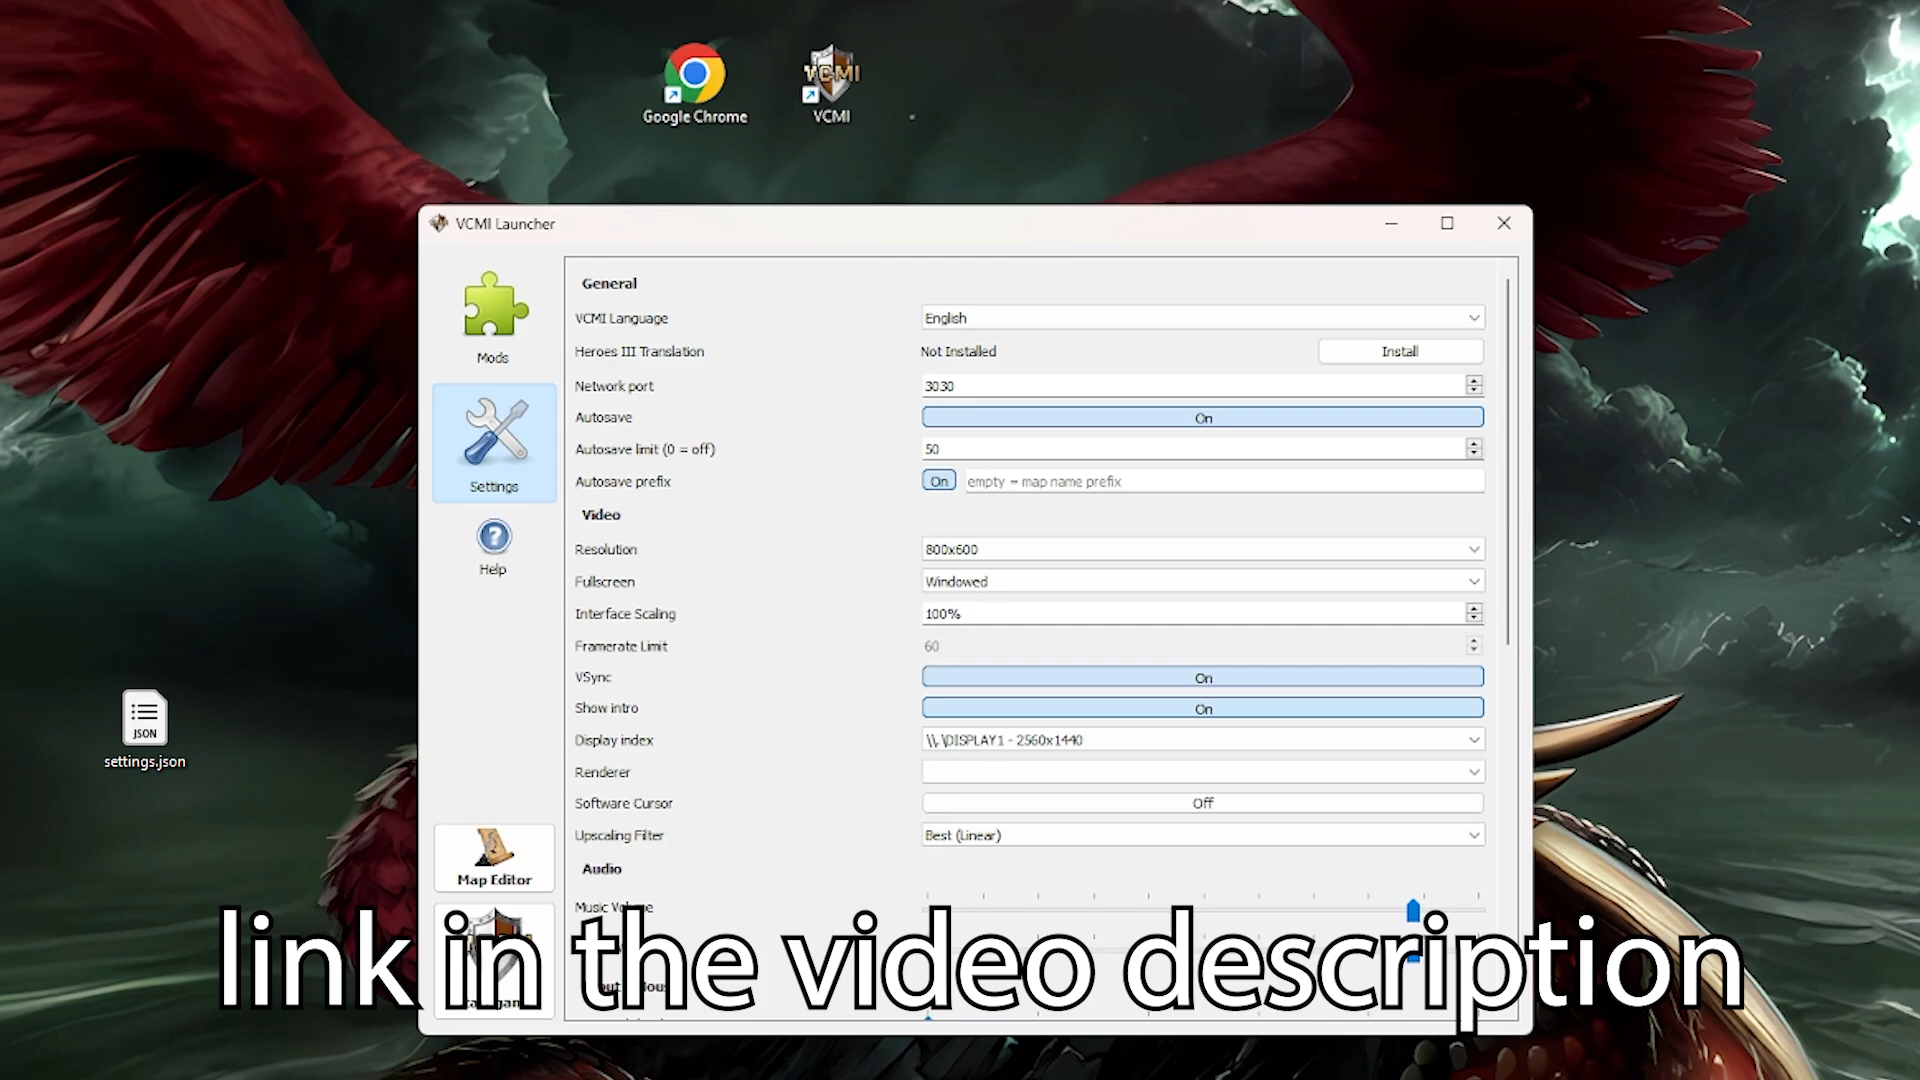 Google Chrome
VCMI
VCMI
VCMI Launcher
Mods
Settings
Help
Map Editor
General
VCMI Language English
Heroes III Translation Not Installed Install
Network port 3030
Autosave On
Autosave limit (0 = off) 50
Autosave prefix On empty = map name prefix
Video
Resolution 800x600
Fullscreen Windowed
Interface Scaling 100%
Framerate Limit 60
VSync On
Show intro On
Display index \\.\DISPLAY1 - 2560x1440
Renderer
Software Cursor Off
Upscaling Filter Best (Linear)
Audio
Music Volume
JSON
settings.json
link in the video description